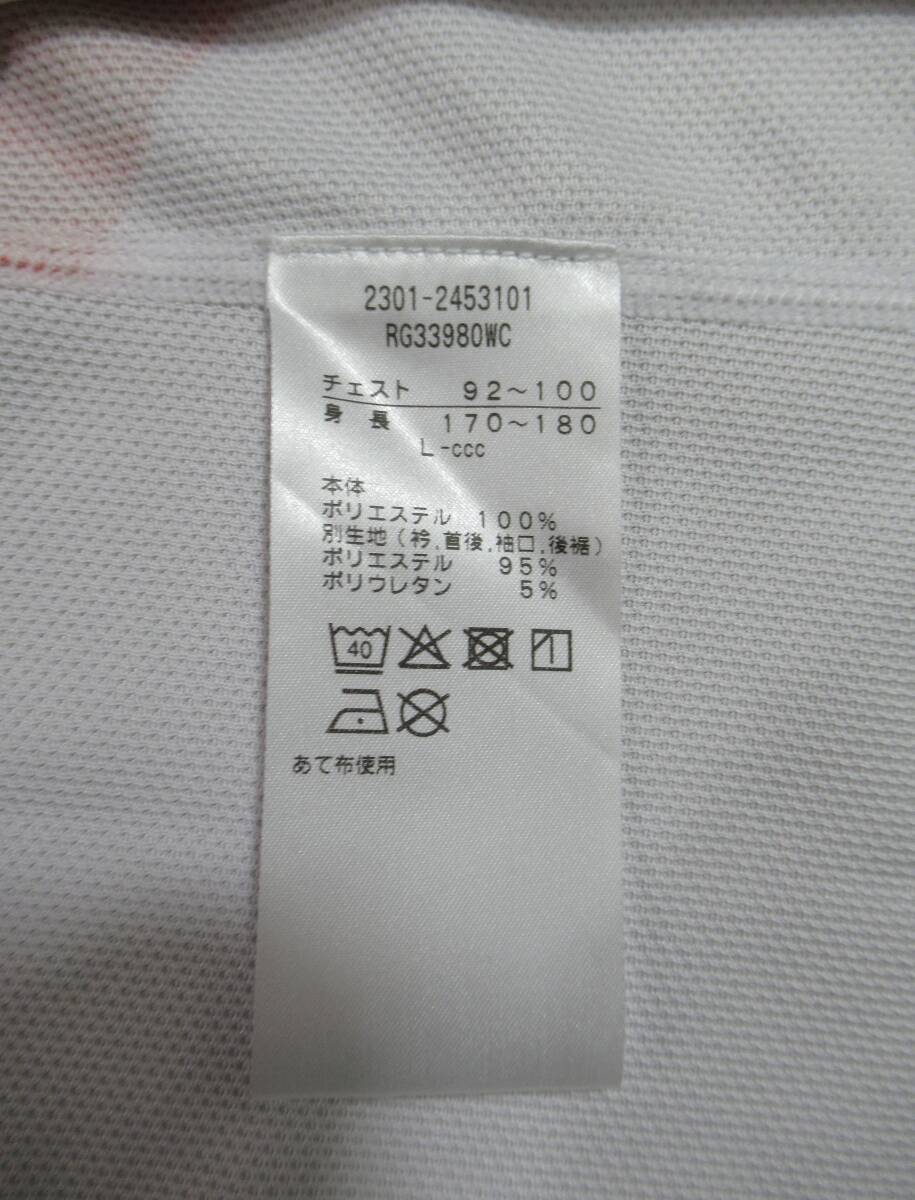 2301-2453101
RG33980WC
チェスト 92～100
身長 170～180
L-ccc
本体
ポリエステル 100%
別生地(衿,首後,袖口,後裾)
ポリエステル 95%
ポリウレタン 5%
40
あて布使用